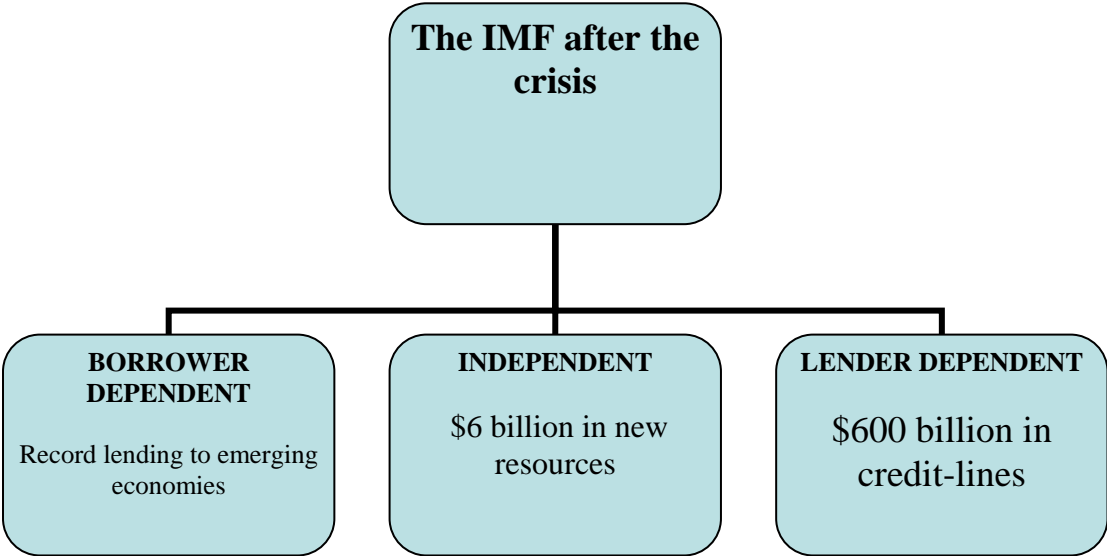 The IMF after the
crisis
BORROWER
DEPENDENT
Record lending to emerging
economies
INDEPENDENT
$6 billion in new
resources
LENDER DEPENDENT
$600 billion in
credit-lines